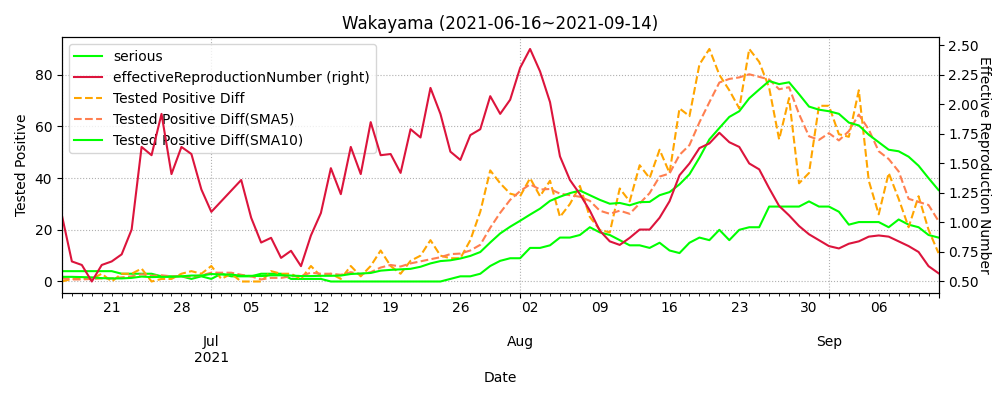 Wakayama (2021-06-16~2021-09-14)
serious
effectiveReproductionNumber (right)
Tested Positive Diff
Tested Positive Diff(SMA5)
Tested Positive Diff(SMA10)
Tested Positive
80
60
40
20
0
Effective Reproduction Number
2.50
2.25
2.00
1.75
1.50
1.25
1.00
0.75
0.50
21 28 05 12 19 26 02 09 16 23 30 06
Jul Aug Sep
2021
Date